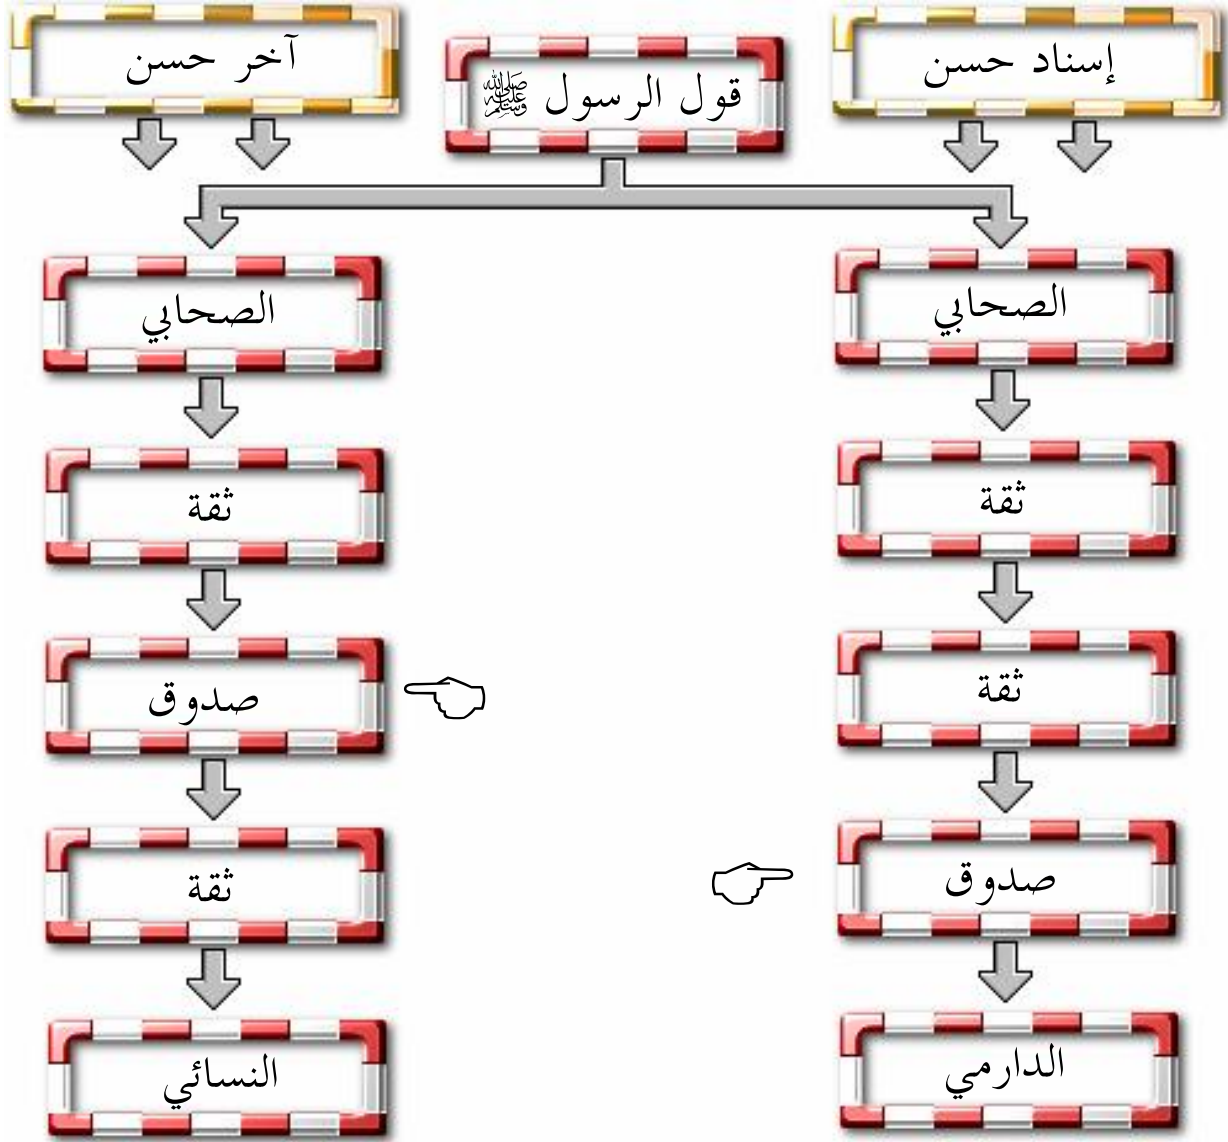 إسناد حسن
قول الرسول ﷺ
آخر حسن
الصحابي
الصحابي
ثقة
ثقة
ثقة
صدوق
صدوق
ثقة
الدارمي
النسائي